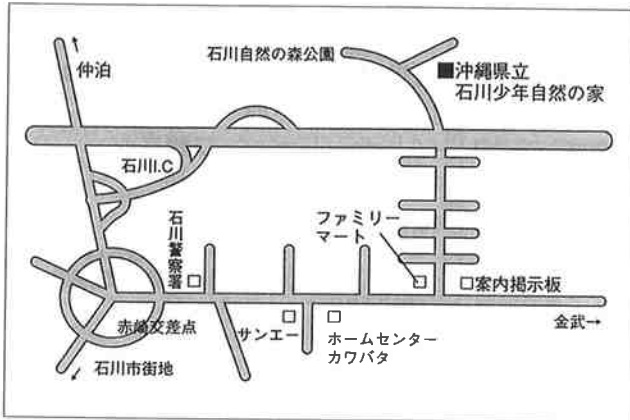 仲泊
石川自然の森公園
■沖縄県立
石川少年自然の家
石川I.C
石川警察署
ファミリー
マート
案内掲示板
赤崎交差点
サンエー
ホームセンター
カワバタ
金武→
石川市街地